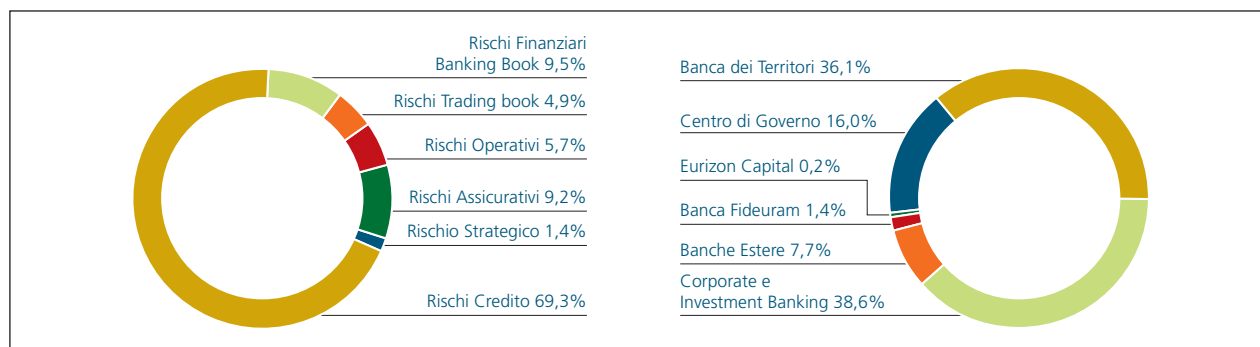 Rischi Finanziari
Banking Book 9,5%
Rischi Trading book 4,9%
Rischi Operativi 5,7%
Rischi Assicurativi 9,2%
Rischio Strategico 1,4%
Rischi Credito 69,3%
Banca dei Territori 36,1%
Centro di Governo 16,0%
Eurizon Capital 0,2%
Banca Fideuram 1,4%
Banche Estere 7,7%
Corporate e
Investment Banking 38,6%